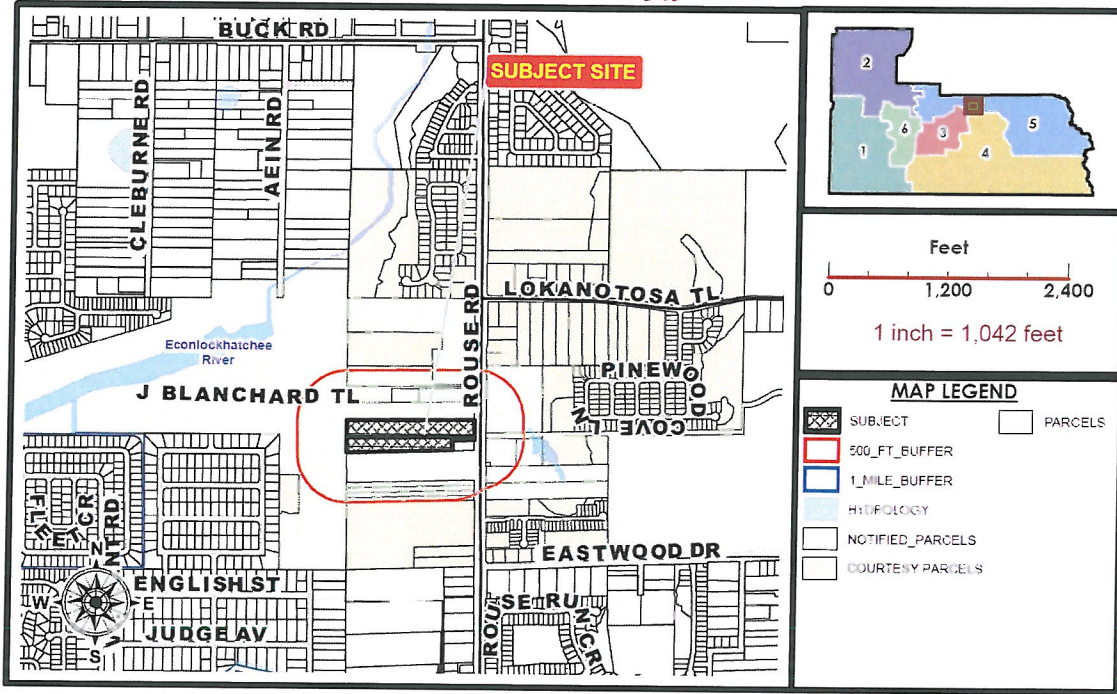 BUCK RD
SUBJECT SITE
CLEBURNE RD
AEIN RD
LOKANOTOSA TL
ROUSE RD
Econlockhatchee
River
J BLANCHARD TL
PINEWOOD
COVE LN
FLEET CR
NT RD
EASTWOOD DR
ENGLISH ST
ROUSE RUN CR
JUDGE AV
N
W
E
S
2
1
6
3
5
4
Feet
0 1,200 2,400
1 inch = 1,042 feet
MAP LEGEND
SUBJECT
PARCELS
500_FT_BUFFER
1_MILE_BUFFER
HYDROLOGY
NOTIFIED_PARCELS
COURTESY PARCELS